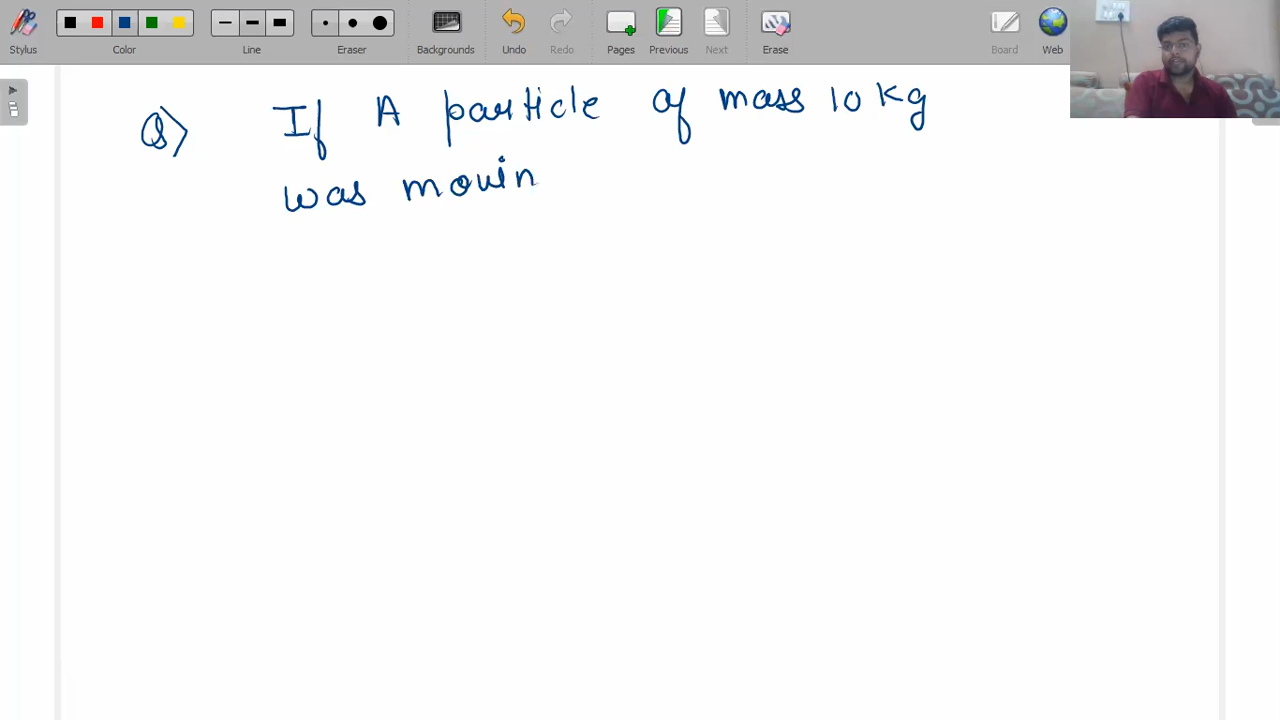 Stylus
Color
Line
Eraser
Backgrounds
Undo
Redo
Pages
Previous
Next
Erase
Board
Web
Q) If A particle of mass 10 kg
was movin